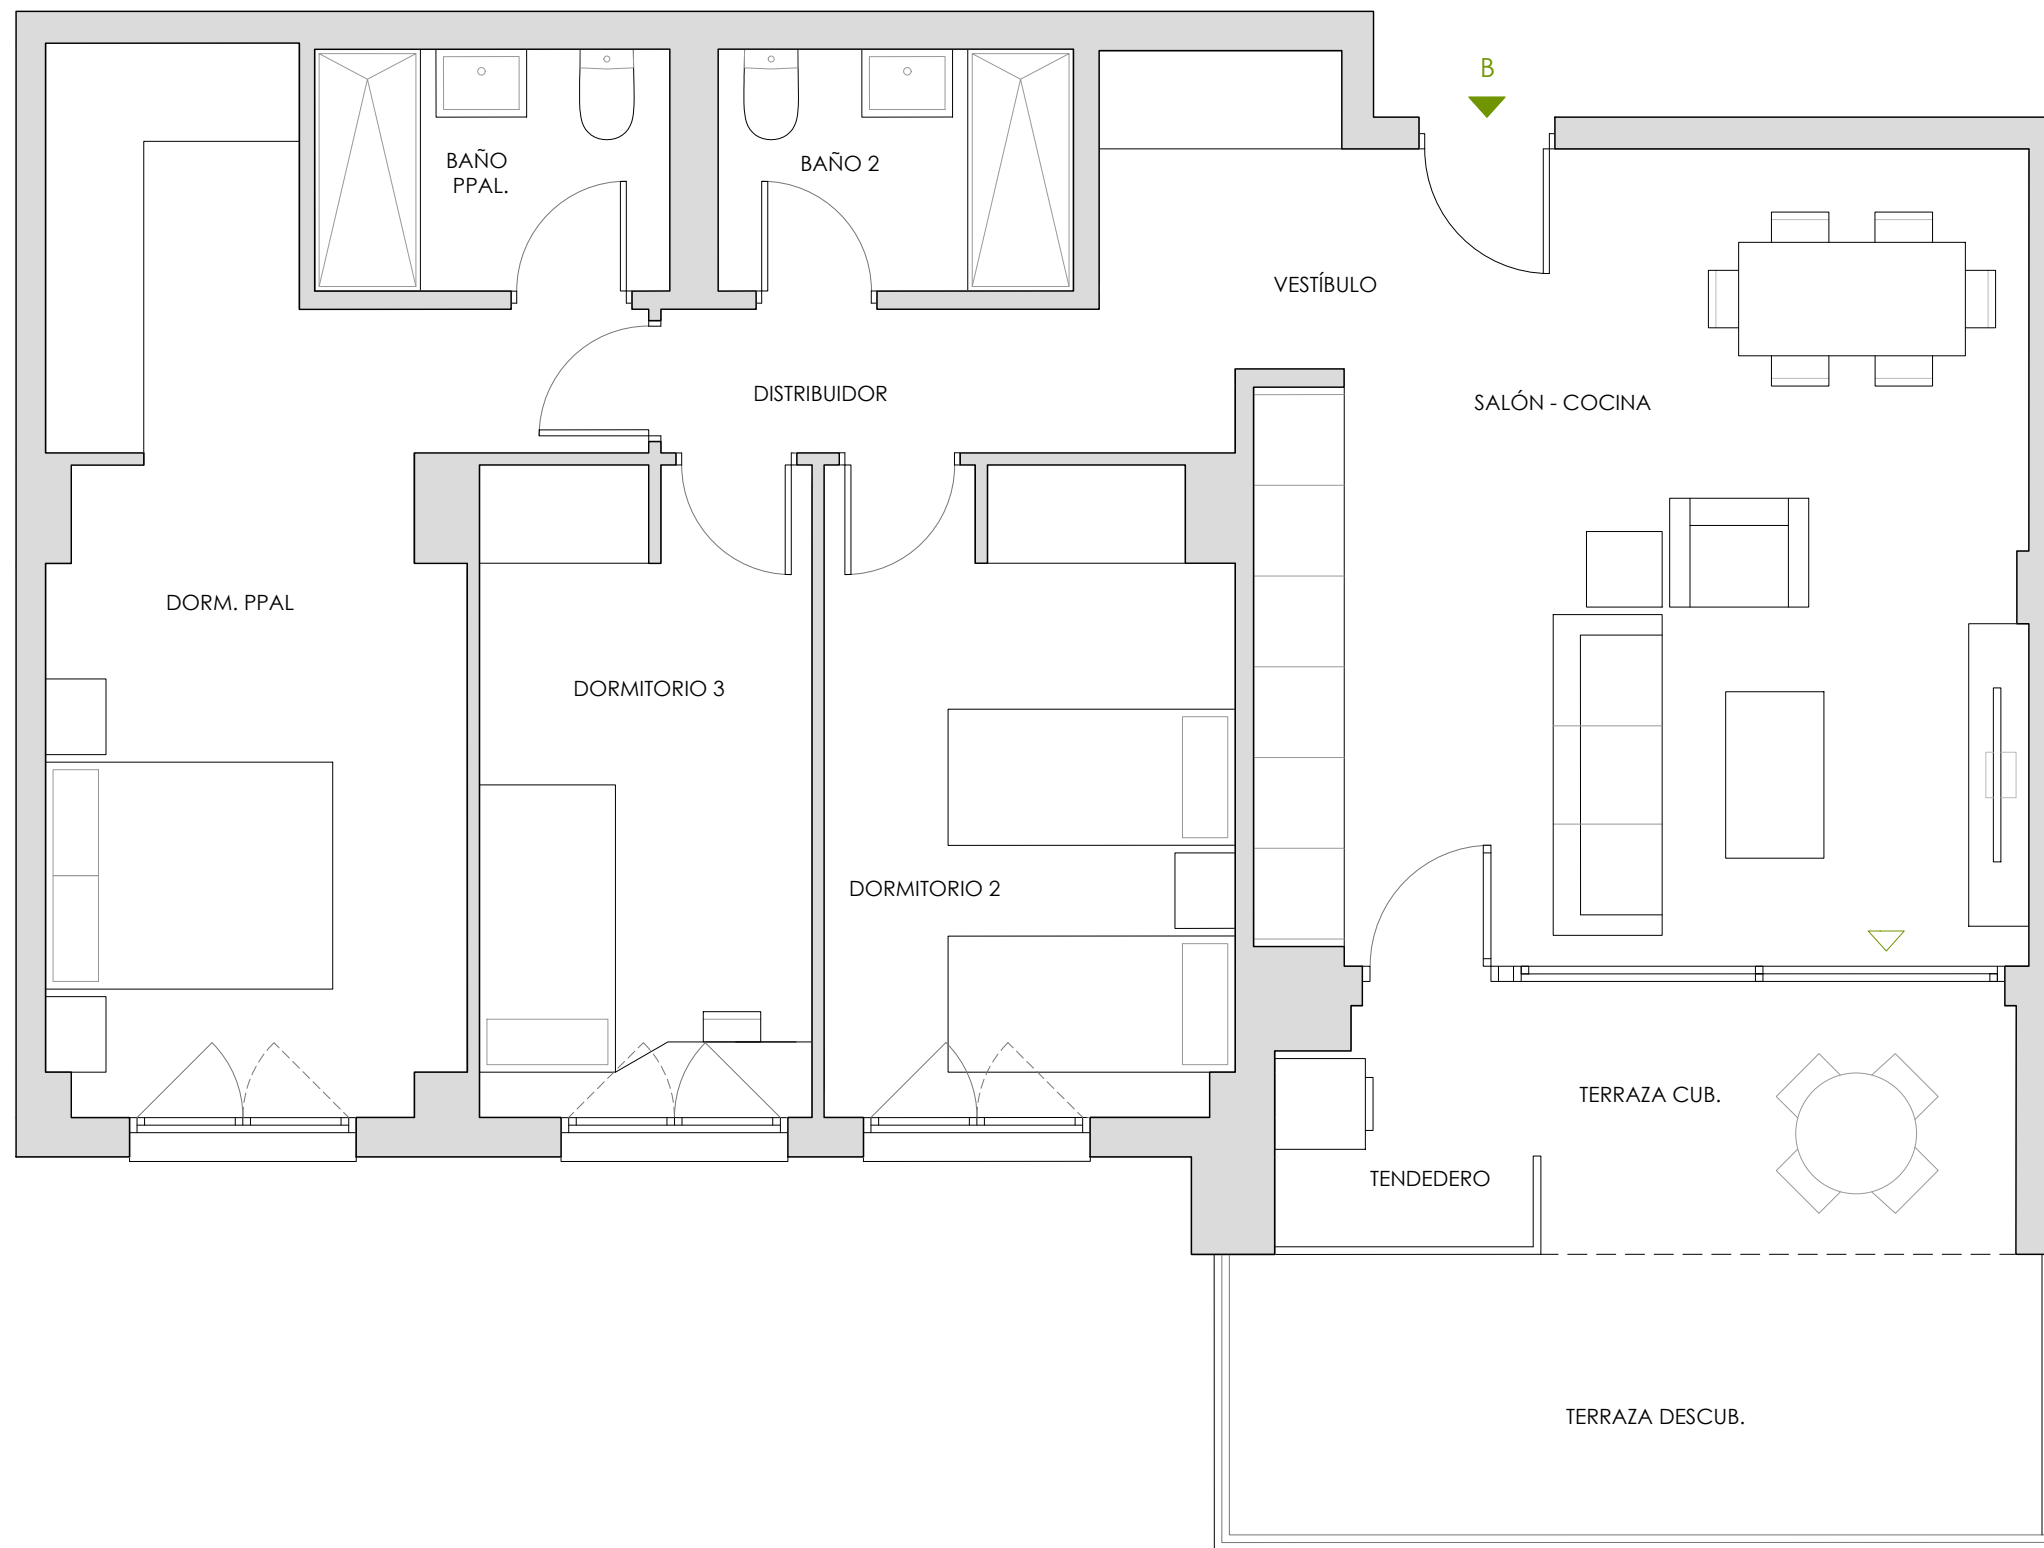 B
BAÑO
PPAL.
BAÑO 2
VESTÍBULO
DISTRIBUIDOR
SALÓN - COCINA
DORM. PPAL
DORMITORIO 3
DORMITORIO 2
TERRAZA CUB.
TENDEDERO
TERRAZA DESCUB.